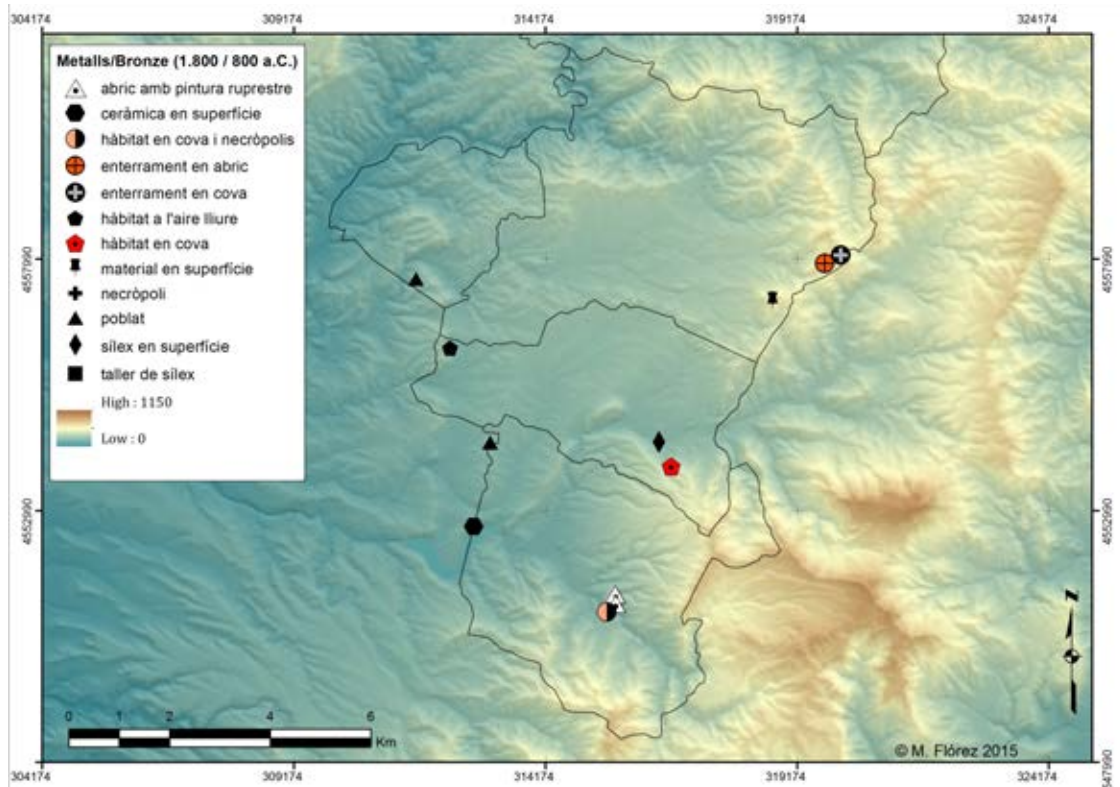 304174 309174 314174 319174 324174
Metalls/Bronze (1.800 / 800 a.C.)
abric amb pintura ruprestre
ceràmica en superfície
hàbitat en cova i necròpolis
enterrament en abric
enterrament en cova
hàbitat a l'aire lliure
hàbitat en cova
material en superfície
necròpoli
poblat
sílex en superfície
taller de sílex
High : 1150
Low : 0
4557990
4557990
4552990
4552990
0 1 2 4 6
Km
Z
© M. Flórez 2015
4547990
547990
304174 309174 314174 319174 324174